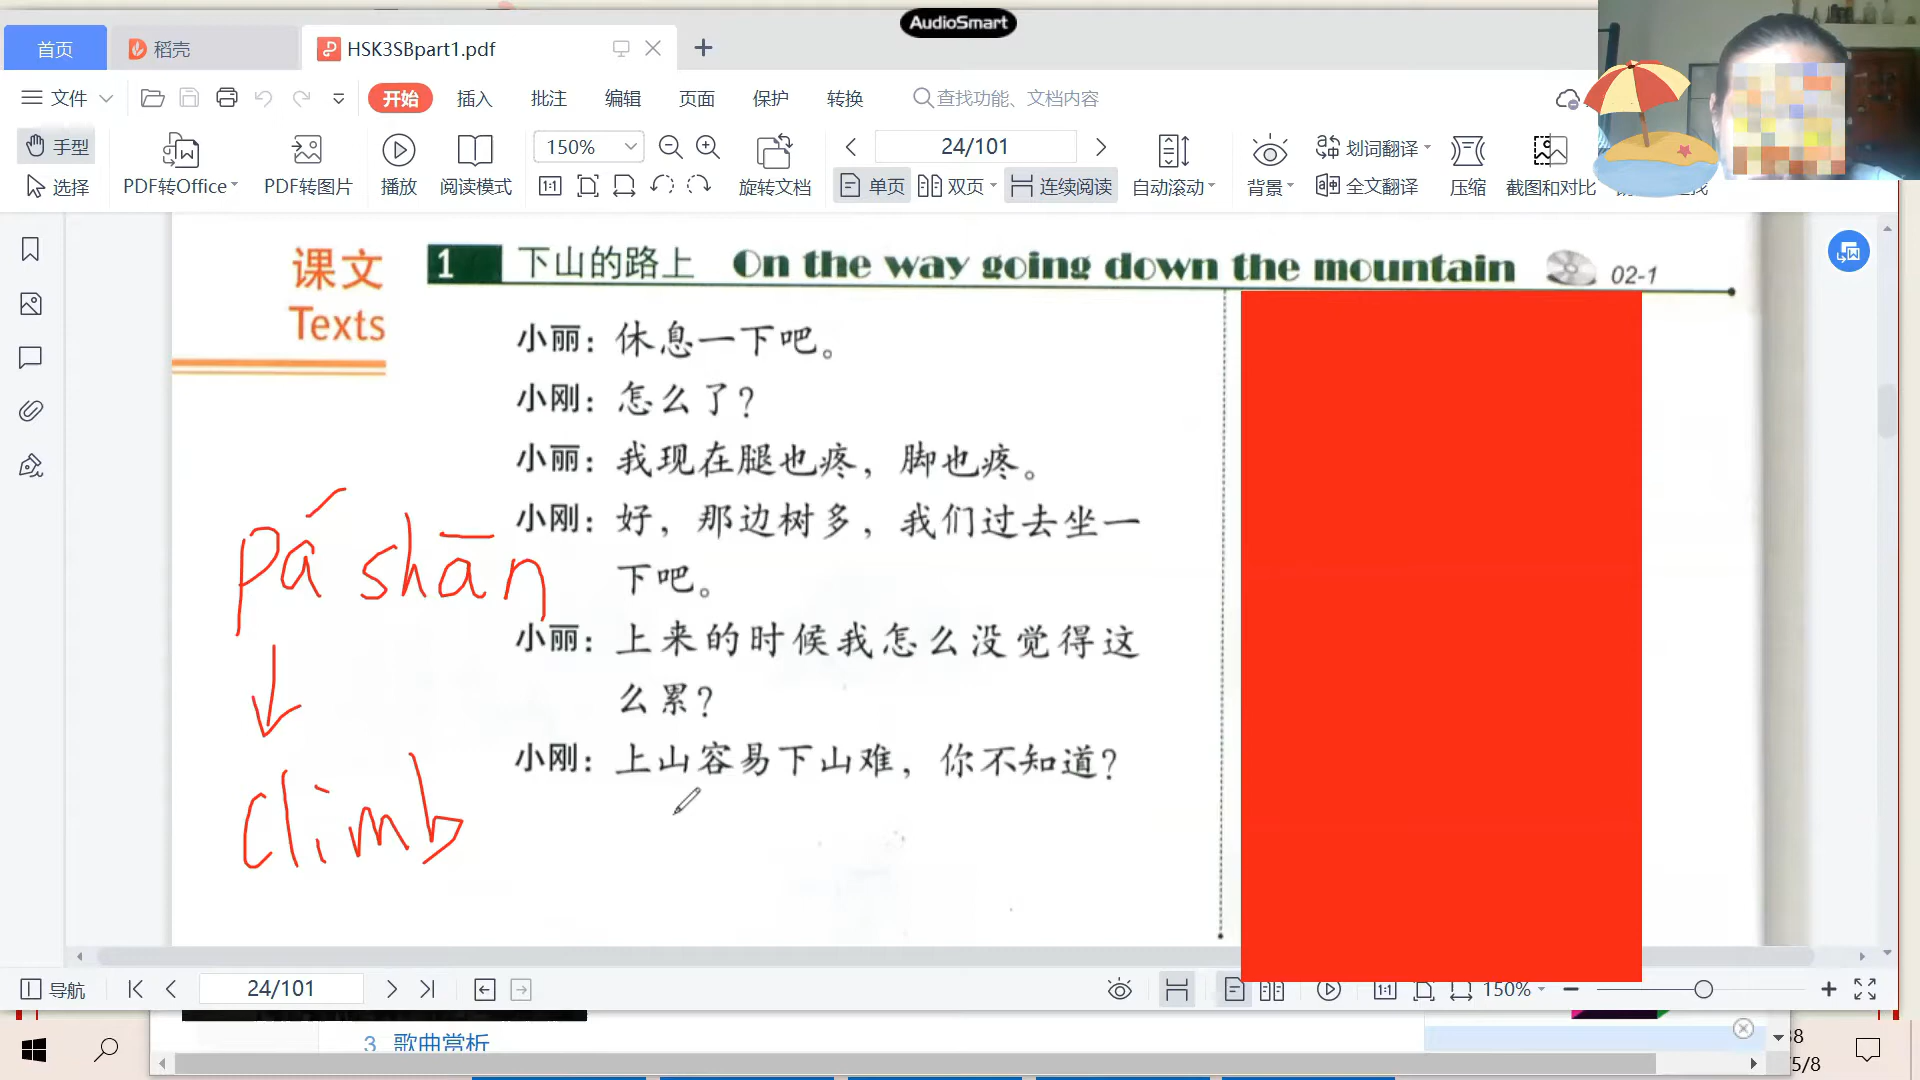 AudioSmart
首页
稻壳
HSK3SBpart1.pdf
文件
开始
插入
批注
编辑
页面
保护
转换
查找功能、文档内容
手型
选择
PDF转Office
PDF转图片
播放
阅读模式
150%
1:1
旋转文档
24/101
单页
双页
连续阅读
自动滚动
背景
划词翻译
全文翻译
压缩
截图和对比
课文
Texts
1 下山的路上 On the way going down the mountain 02-1
小丽：休息一下吧。
小刚：怎么了？
小丽：我现在腿也疼，脚也疼。
小刚：好，那边树多，我们过去坐一
下吧。
小丽：上来的时候我怎么没觉得这
么累？
小刚：上山容易下山难，你不知道？
pá shān
climb
导航
24/101
1:1
150%
3 歌曲赏析